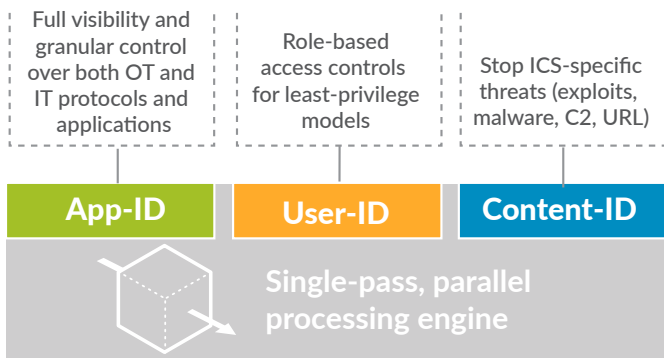 Full visibility and
granular control
over both OT and
IT protocols and
applications
Role-based
access controls
for least-privilege
models
Stop ICS-specific
threats (exploits,
malware, C2, URL)
App-ID
User-ID
Content-ID
Single-pass, parallel
processing engine